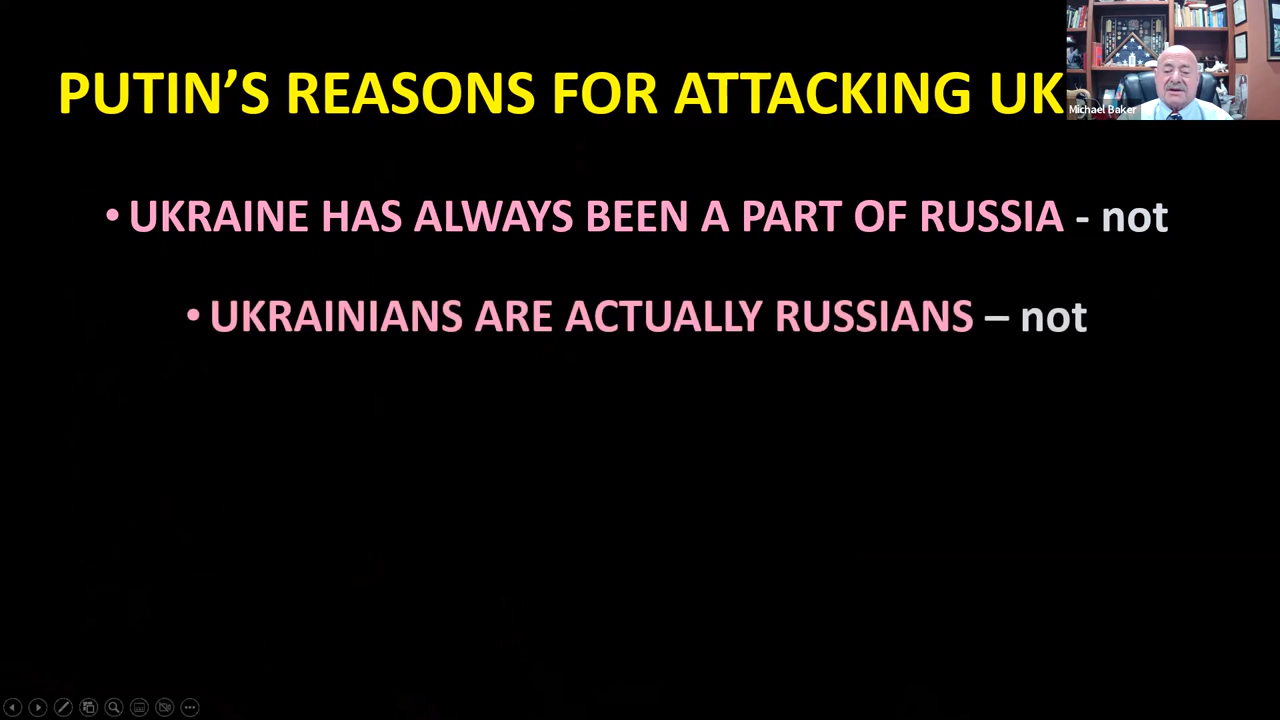 PUTIN’S REASONS FOR ATTACKING UK
Michael Baker
• UKRAINE HAS ALWAYS BEEN A PART OF RUSSIA - not
• UKRAINIANS ARE ACTUALLY RUSSIANS – not